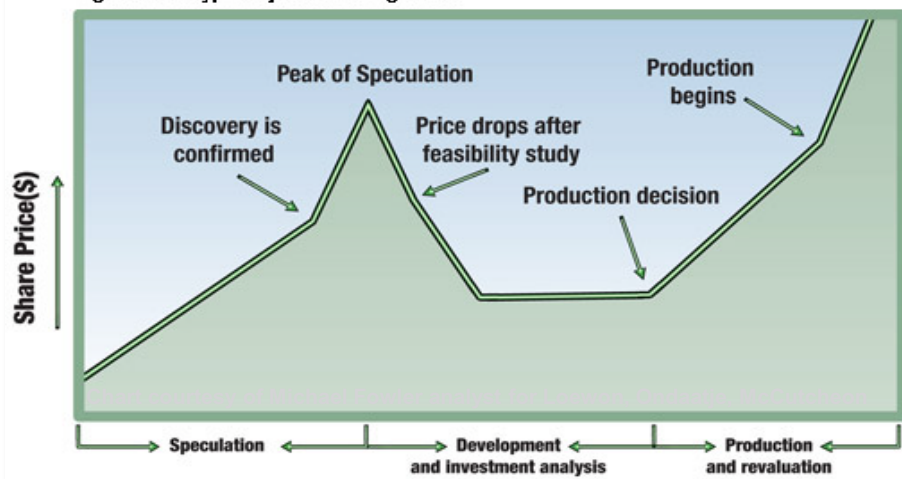 Peak of Speculation
Production
begins
Discovery is
confirmed
Price drops after
feasibility study
Production decision
Share Price($)
Speculation
Development
and investment analysis
Production
and revaluation